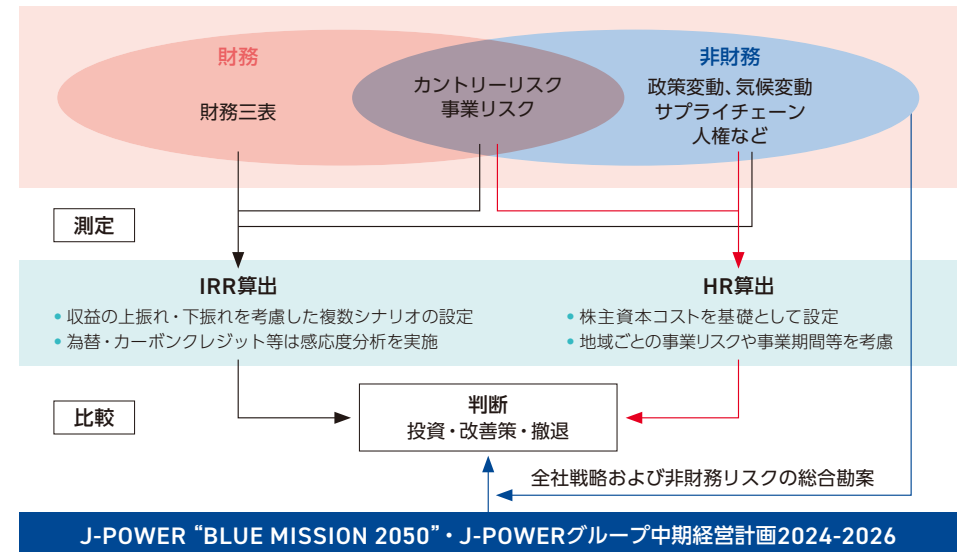 財務
財務三表
カントリーリスク
事業リスク
非財務
政策変動、気候変動
サプライチェーン
人権など
測定
IRR算出
• 収益の上振れ・下振れを考慮した複数シナリオの設定
• 為替・カーボンクレジット等は感応度分析を実施
HR算出
• 株主資本コストを基礎として設定
• 地域ごとの事業リスクや事業期間等を考慮
比較
判断
投資・改善策・撤退
全社戦略および非財務リスクの総合勘案
J-POWER “BLUE MISSION 2050”・J-POWERグループ中期経営計画2024-2026